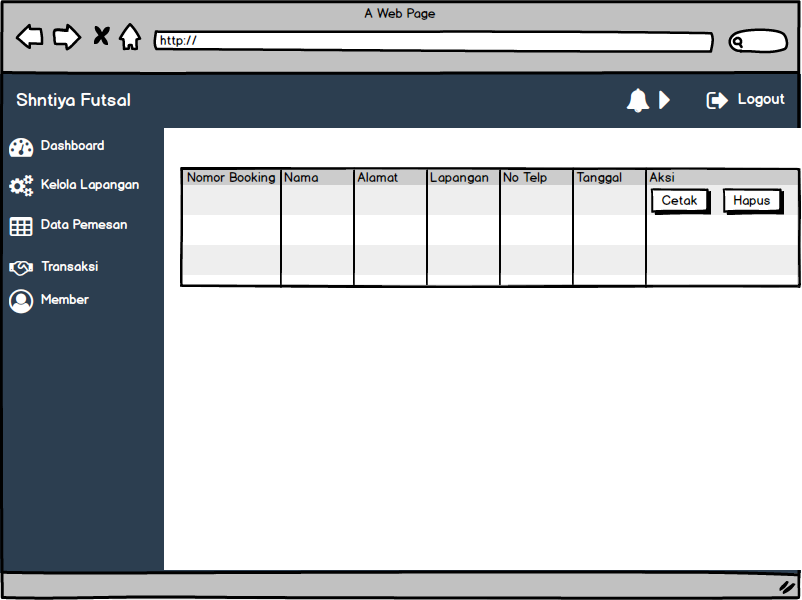 A Web Page
http://
Shntiya Futsal
Logout
Dashboard
Kelola Lapangan
Data Pemesan
Transaksi
Member
Nomor Booking Nama Alamat Lapangan No Telp Tanggal Aksi
Cetak Hapus